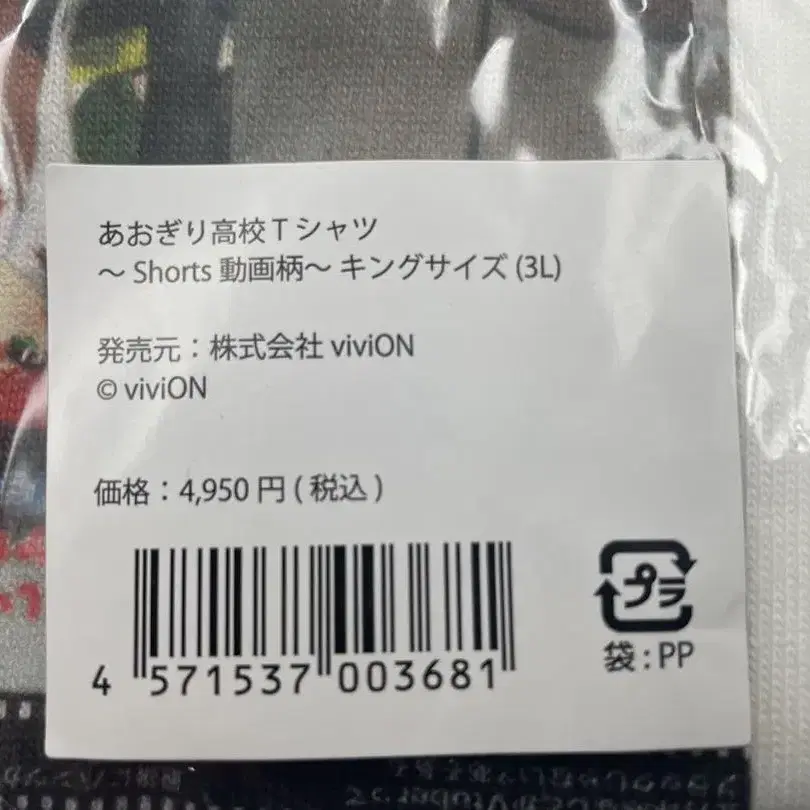 あおぎり高校Tシャツ
～ Shorts 動画柄～ キングサイズ (3L)
発売元：株式会社 viviON
© viviON
価格：4,950 円 ( 税込 )
4 571537 003681
プラ
袋 : PP